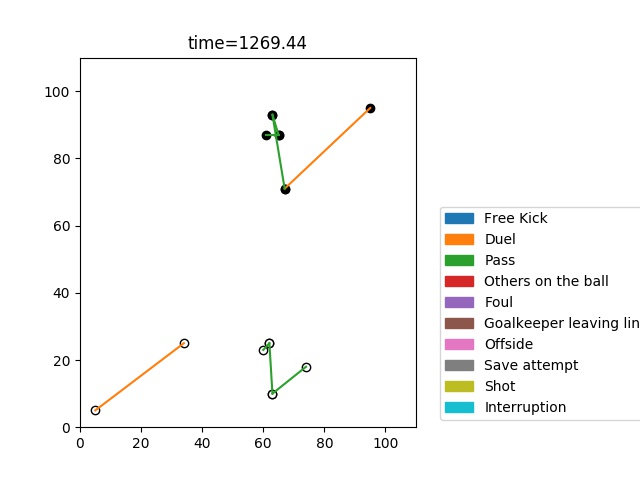 time=1269.44
100
80
60
40
20
0
0 20 40 60 80 100
Free Kick
Duel
Pass
Others on the ball
Foul
Goalkeeper leaving lin
Offside
Save attempt
Shot
Interruption